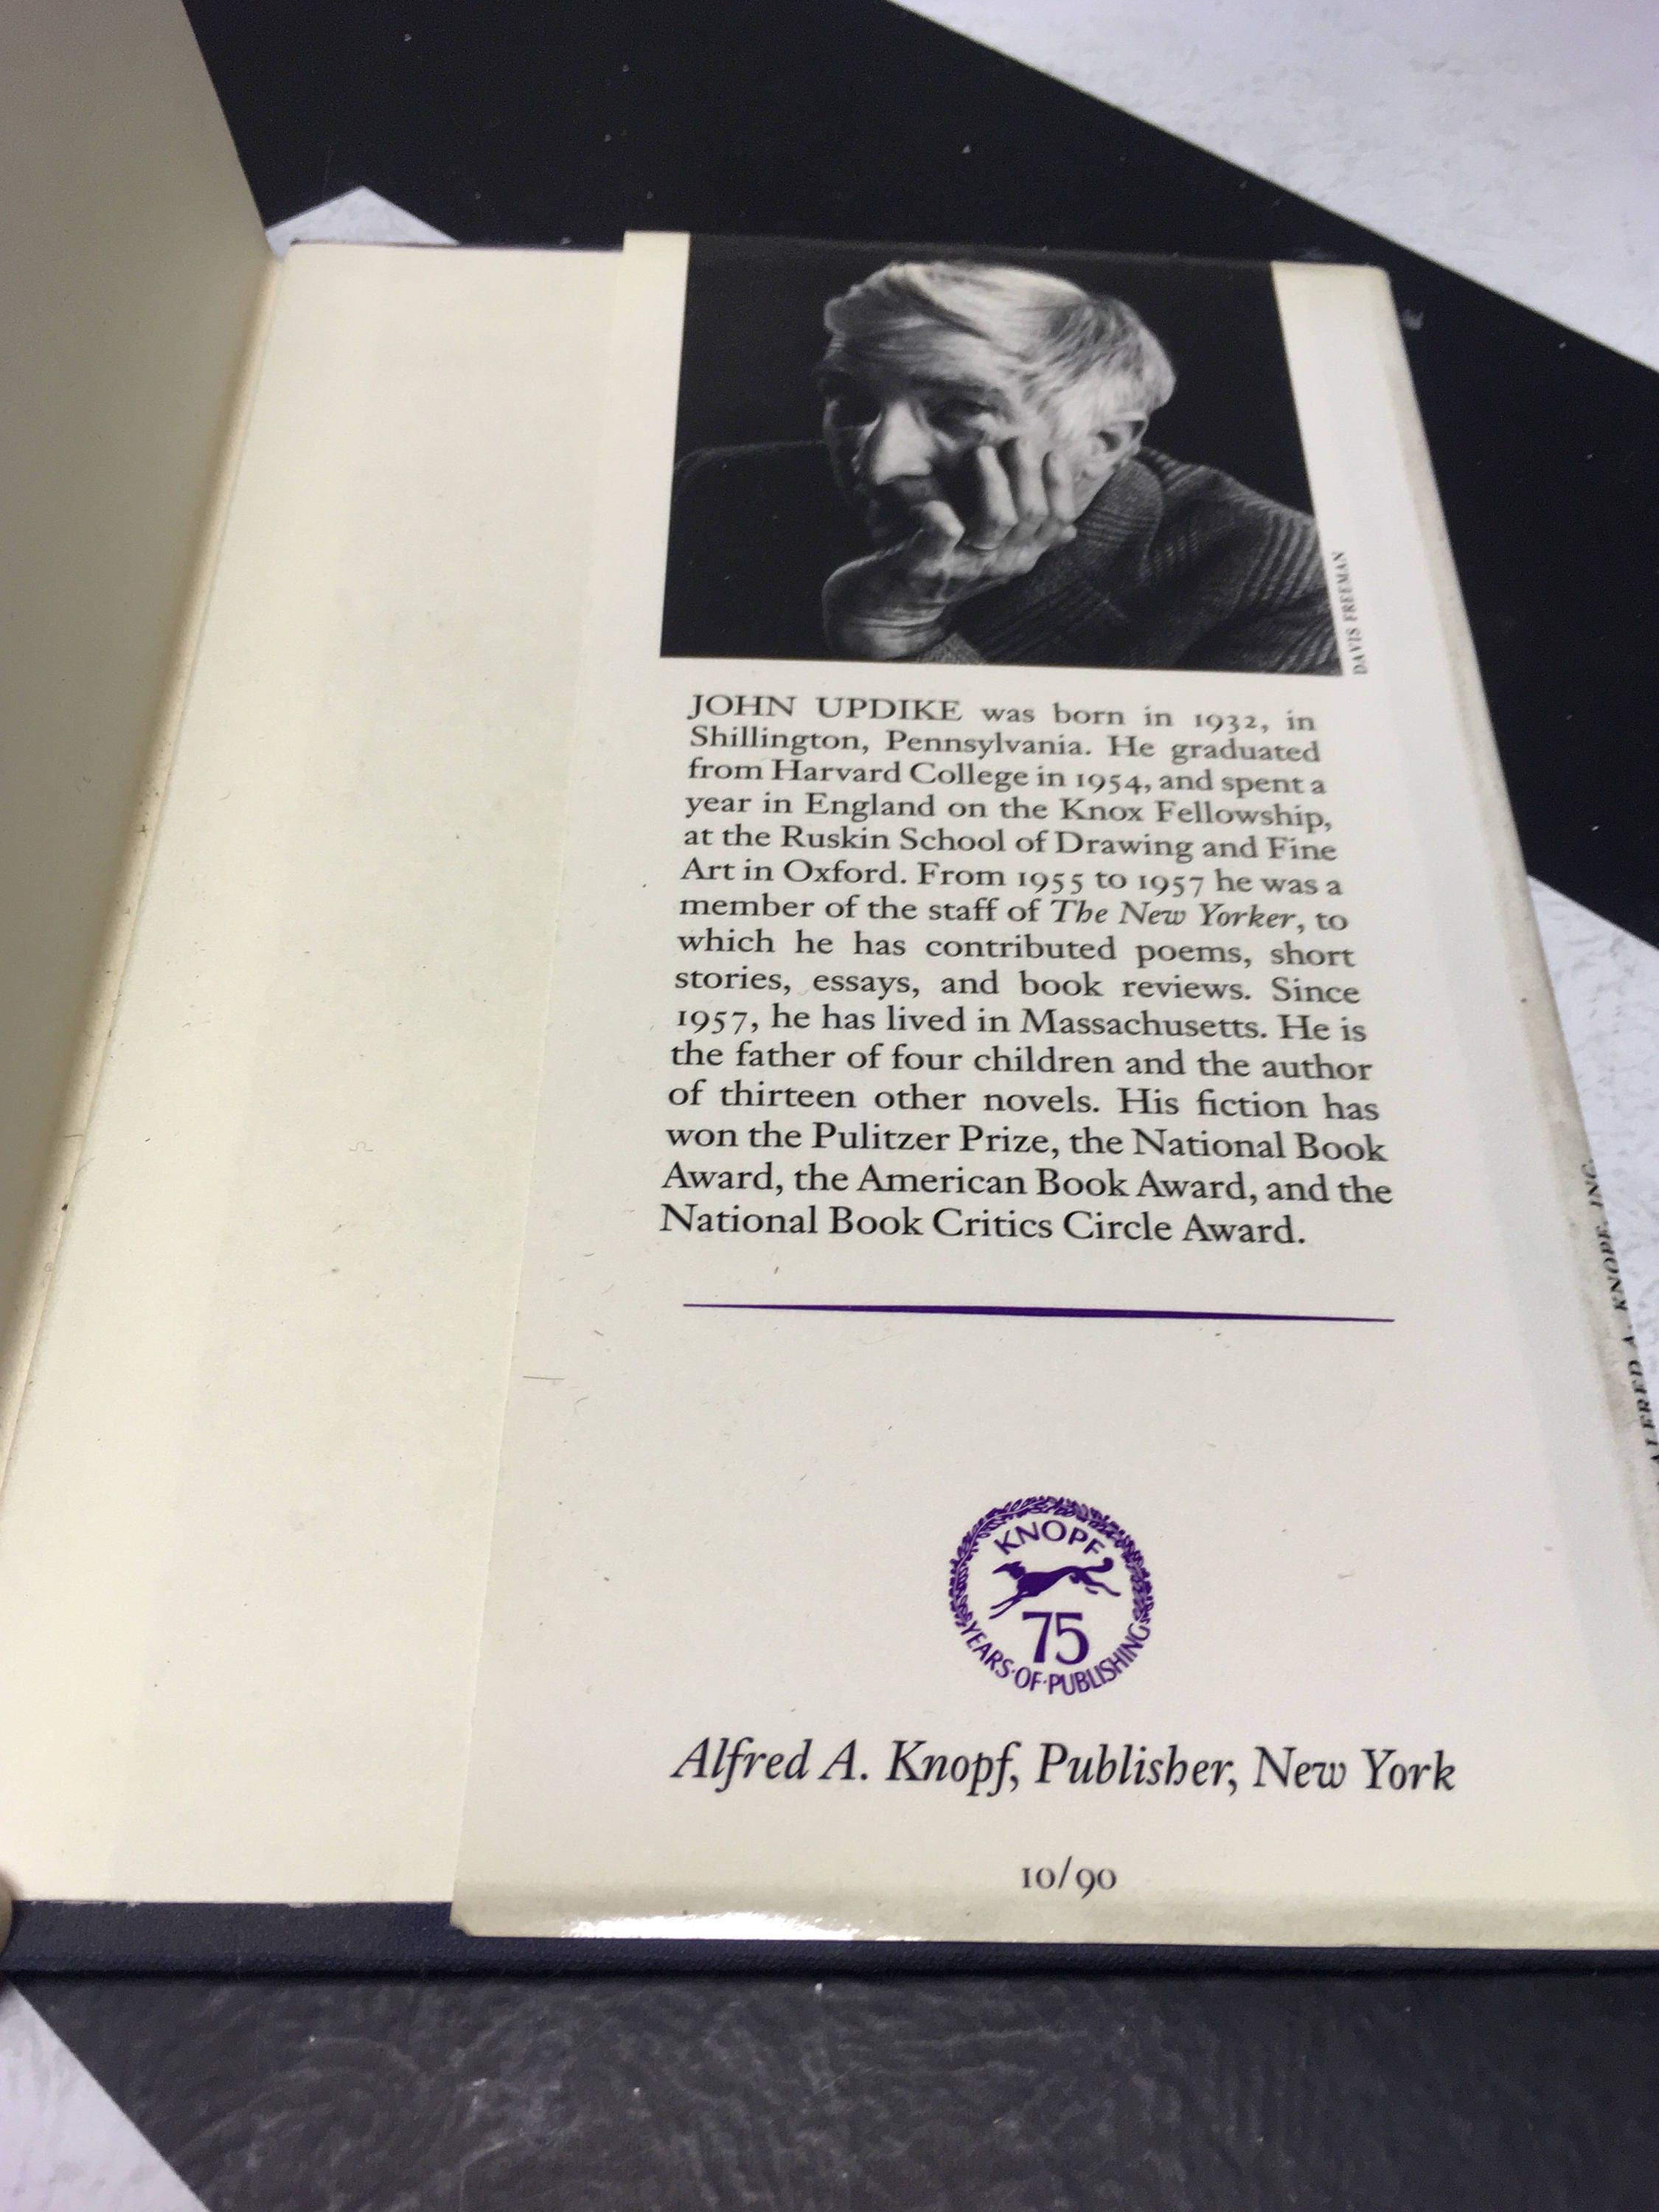 DAVIS FREEMAN
JOHN UPDIKE was born in 1932, in
Shillington, Pennsylvania. He graduated
from Harvard College in 1954, and spent a
year in England on the Knox Fellowship,
at the Ruskin School of Drawing and Fine
Art in Oxford. From 1955 to 1957 he was a
member of the staff of The New Yorker, to
which he has contributed poems, short
stories, essays, and book reviews. Since
1957, he has lived in Massachusetts. He is
the father of four children and the author
of thirteen other novels. His fiction has
won the Pulitzer Prize, the National Book
Award, the American Book Award, and the
National Book Critics Circle Award.
KNOPF
75
YEARS·OF·PUBLISHING
Alfred A. Knopf, Publisher, New York
10/90
ALFRED A. KNOPF, INC.